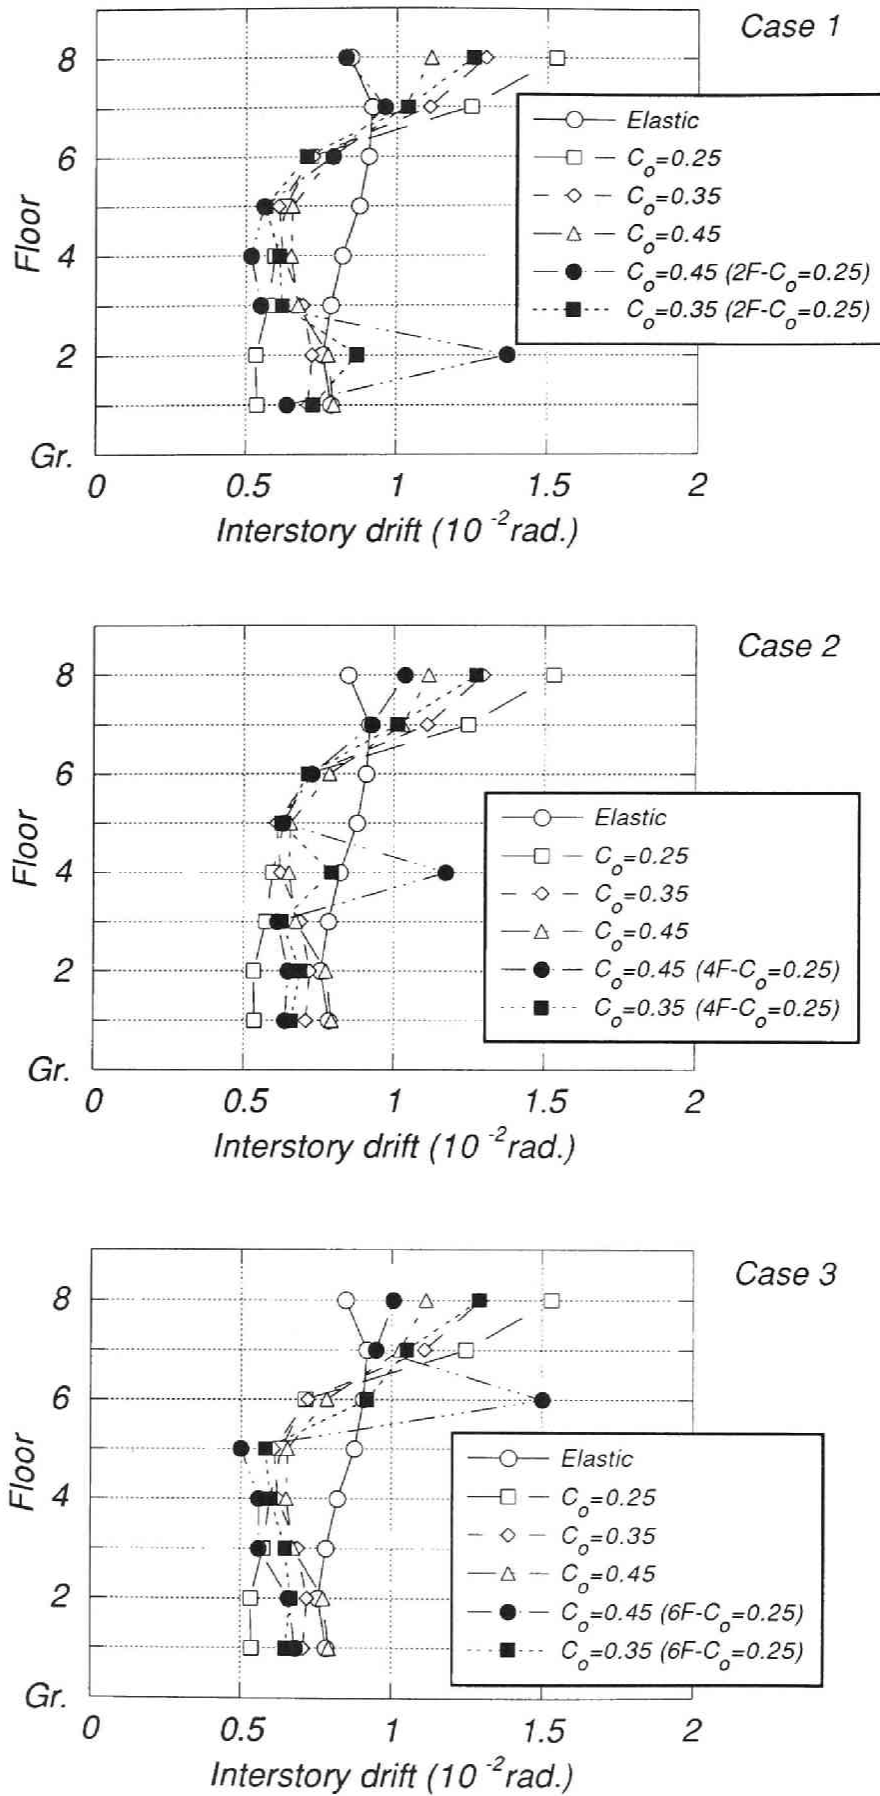 Case 1
8
6
4
2
Gr.
Floor
Elastic
Co=0.25
Co=0.35
Co=0.45
Co=0.45 (2F-Co=0.25)
Co=0.35 (2F-Co=0.25)
0 0.5 1 1.5 2
Interstory drift (10 -2 rad.)
Case 2
8
6
4
2
Gr.
Floor
Elastic
Co=0.25
Co=0.35
Co=0.45
Co=0.45 (4F-Co=0.25)
Co=0.35 (4F-Co=0.25)
0 0.5 1 1.5 2
Interstory drift (10 -2 rad.)
Case 3
8
6
4
2
Gr.
Floor
Elastic
Co=0.25
Co=0.35
Co=0.45
Co=0.45 (6F-Co=0.25)
Co=0.35 (6F-Co=0.25)
0 0.5 1 1.5 2
Interstory drift (10 -2 rad.)